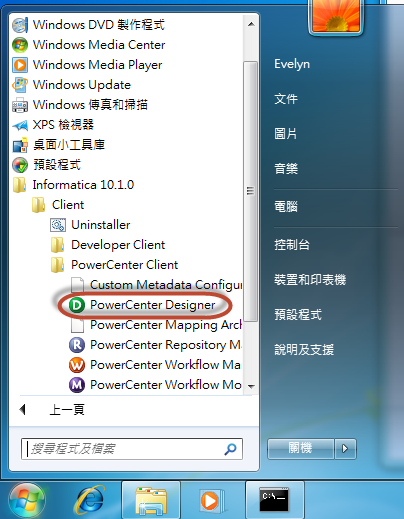 Windows DVD 製作程式
Windows Media Center
Windows Media Player
Windows Update
Windows 傳真和掃描
XPS 檢視器
桌面小工具庫
預設程式
Informatica 10.1.0
Client
Uninstaller
Developer Client
PowerCenter Client
Custom Metadata Configur
D PowerCenter Designer
PowerCenter Mapping Arch
R PowerCenter Repository Ma
W PowerCenter Workflow Ma
M PowerCenter Workflow Mo
上一頁
搜尋程式及檔案
Evelyn
文件
圖片
音樂
電腦
控制台
裝置和印表機
預設程式
說明及支援
關機
C:\